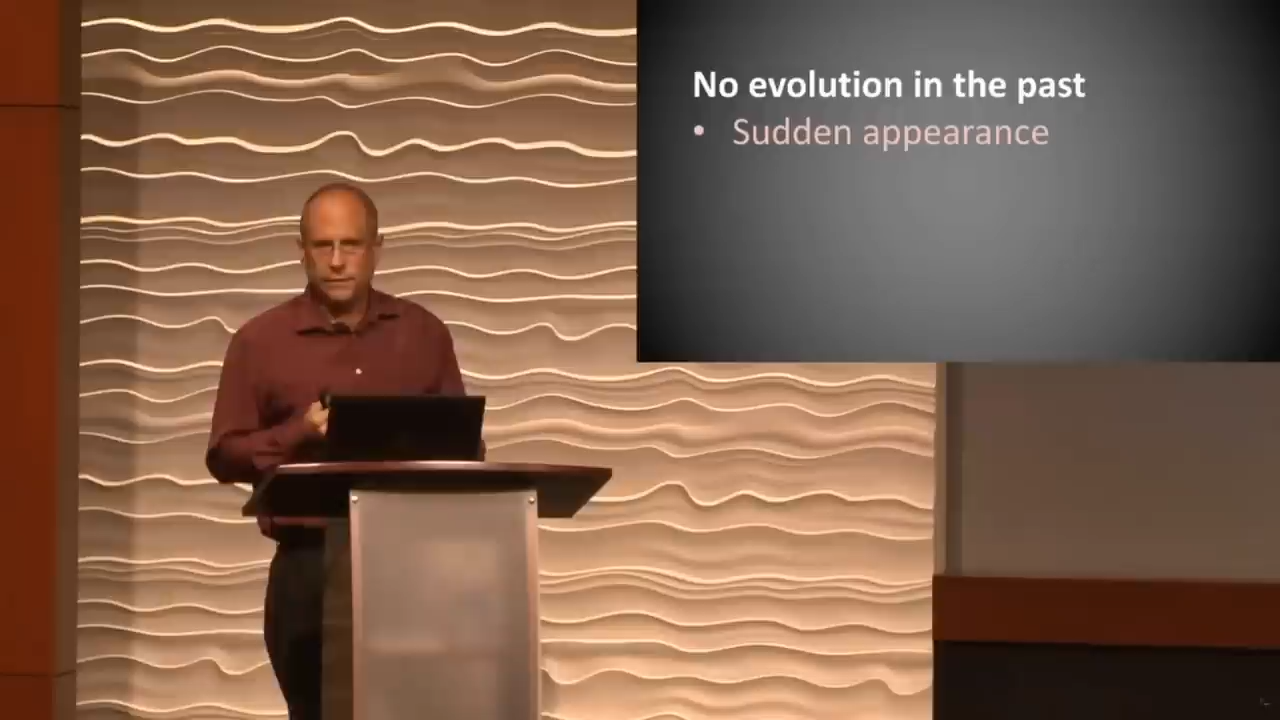 No evolution in the past
• Sudden appearance